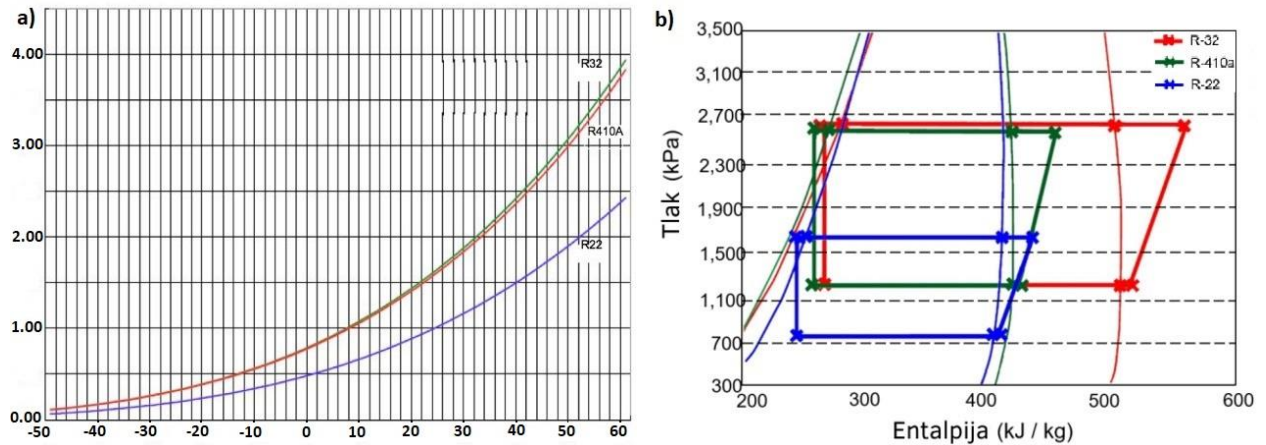 a)
4.00
3.00
2.00
1.00
0.00
-50 -40 -30 -20 -10 0 10 20 30 40 50 60
R32
R410A
R22
b)
3,500
3,100
2,700
2,300
1,900
1,500
1,100
700
300
200 300 400 500 600
Tlak (kPa)
Entalpija (kJ / kg)
R-32
R-410a
R-22